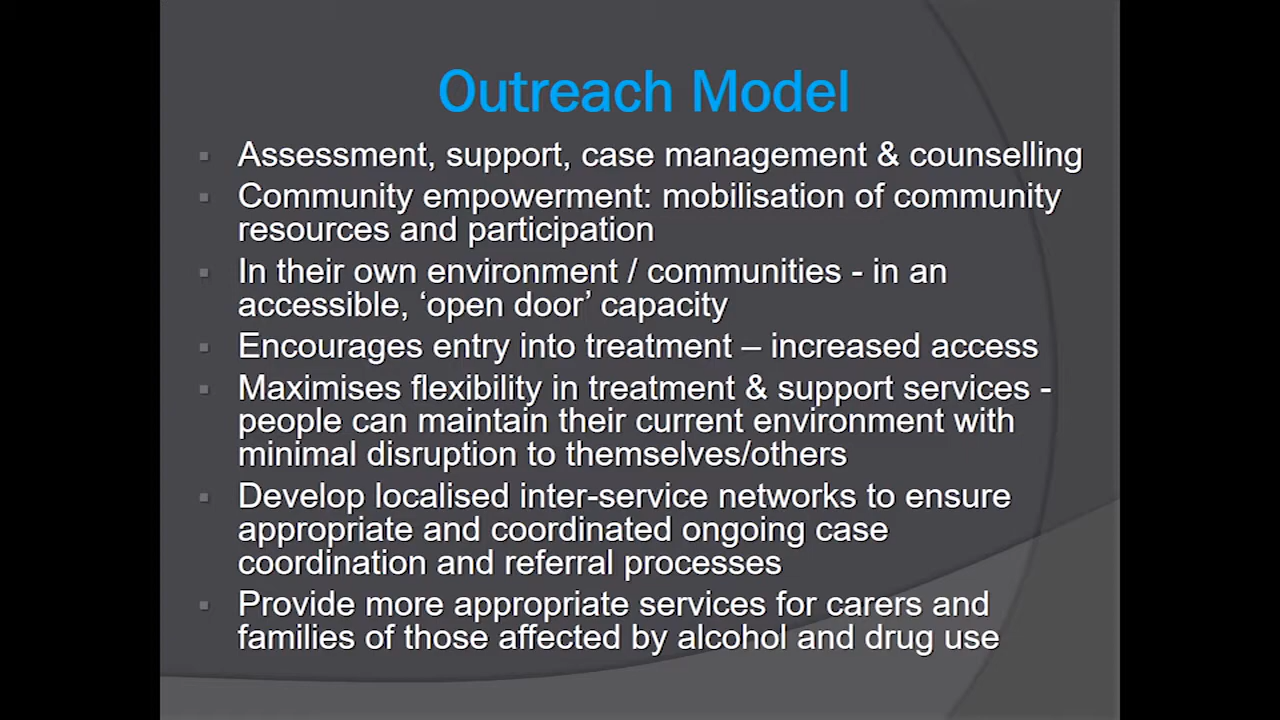 Outreach Model
▪ Assessment, support, case management & counselling
▪ Community empowerment: mobilisation of community
resources and participation
▪ In their own environment / communities - in an
accessible, ‘open door’ capacity
▪ Encourages entry into treatment – increased access
▪ Maximises flexibility in treatment & support services -
people can maintain their current environment with
minimal disruption to themselves/others
▪ Develop localised inter-service networks to ensure
appropriate and coordinated ongoing case
coordination and referral processes
▪ Provide more appropriate services for carers and
families of those affected by alcohol and drug use